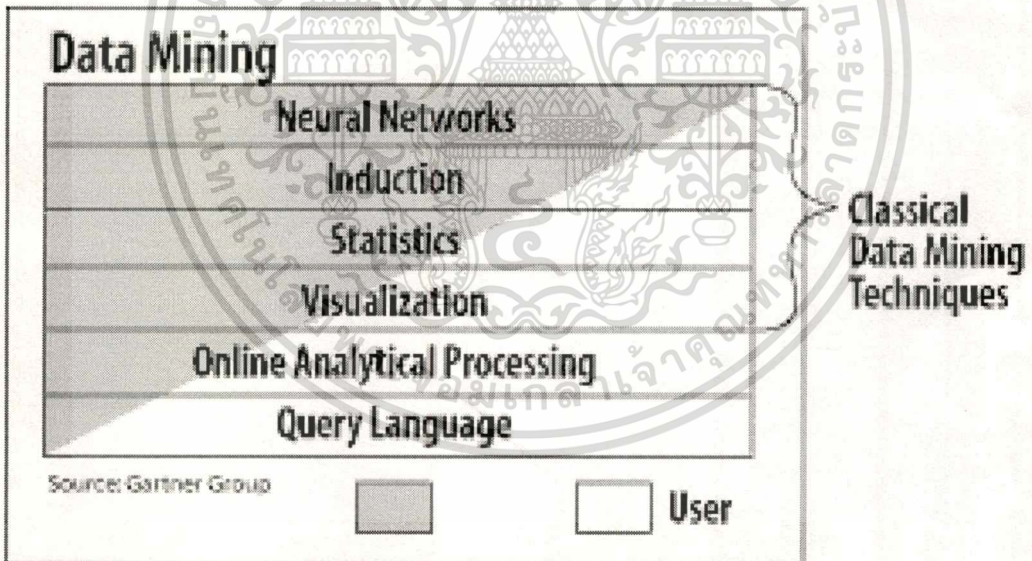 Data Mining
Neural Networks
Induction
Statistics
Visualization
Online Analytical Processing
Query Language
Classical
Data Mining
Techniques
Source: Gartner Group
User